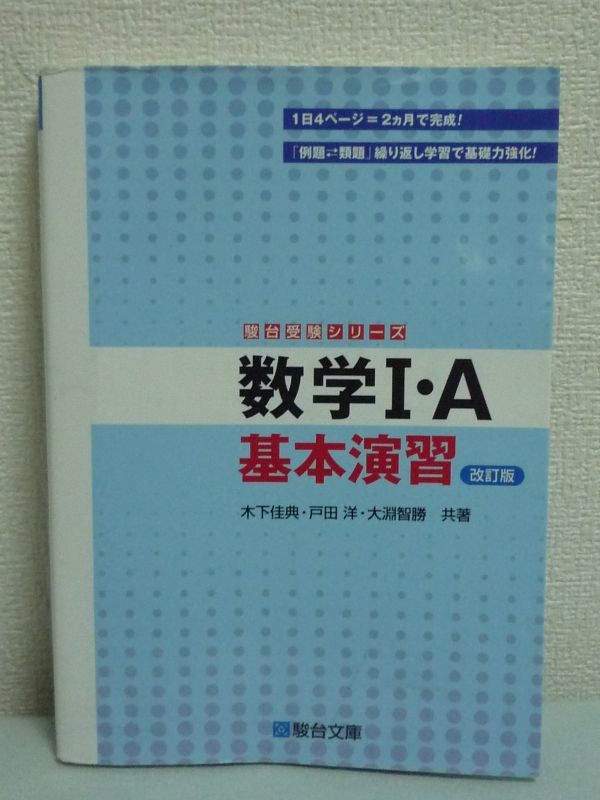 1日4ページ=2ヵ月で完成!
「例題⇄類題」繰り返し学習で基礎力強化!
駿台受験シリーズ
数学I・A
基本演習 改訂版
木下佳典・戸田 洋・大淵智勝 共著
駿台文庫